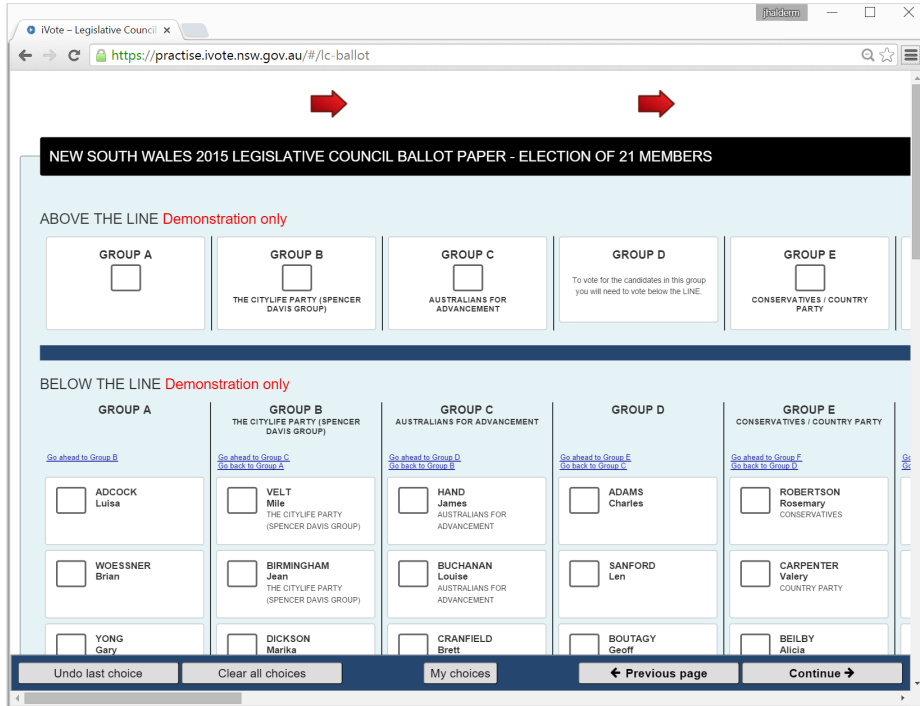 jhalderm
iVote – Legislative Council
https://practise.ivote.nsw.gov.au/#/lc-ballot
NEW SOUTH WALES 2015 LEGISLATIVE COUNCIL BALLOT PAPER - ELECTION OF 21 MEMBERS
ABOVE THE LINE Demonstration only
GROUP A
GROUP B
THE CITYLIFE PARTY (SPENCER
DAVIS GROUP)
GROUP C
AUSTRALIANS FOR
ADVANCEMENT
GROUP D
To vote for the candidates in this group
you will need to vote below the LINE.
GROUP E
CONSERVATIVES / COUNTRY
PARTY
BELOW THE LINE Demonstration only
GROUP A
GROUP B
THE CITYLIFE PARTY (SPENCER
DAVIS GROUP)
GROUP C
AUSTRALIANS FOR ADVANCEMENT
GROUP D
GROUP E
CONSERVATIVES / COUNTRY PARTY
Go ahead to Group B
Go ahead to Group C
Go back to Group A
Go ahead to Group D
Go back to Group B
Go ahead to Group E
Go back to Group C
Go ahead to Group F
Go back to Group D
ADCOCK
Luisa
VELT
Mile
THE CITYLIFE PARTY
(SPENCER DAVIS GROUP)
HAND
James
AUSTRALIANS FOR
ADVANCEMENT
ADAMS
Charles
ROBERTSON
Rosemary
CONSERVATIVES
WOESSNER
Brian
BIRMINGHAM
Jean
THE CITYLIFE PARTY
(SPENCER DAVIS GROUP)
BUCHANAN
Louise
AUSTRALIANS FOR
ADVANCEMENT
SANFORD
Len
CARPENTER
Valery
COUNTRY PARTY
YONG
Gary
DICKSON
Marika
CRANFIELD
Brett
BOUTAGY
Geoff
BEILBY
Alicia
Undo last choice
Clear all choices
My choices
← Previous page
Continue →